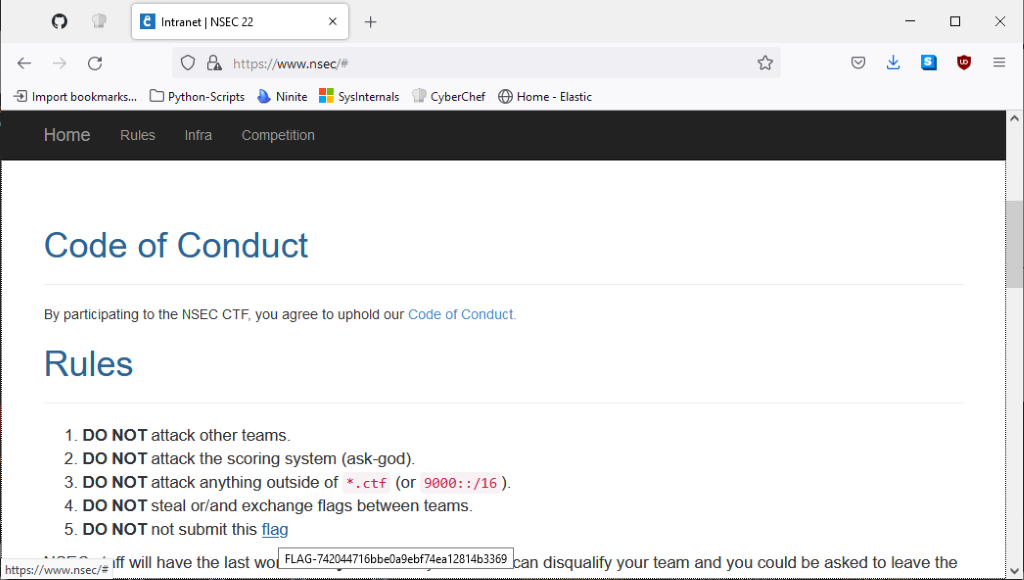 Intranet | NSEC 22
https://www.nsec/#
Import bookmarks... Python-Scripts Ninite SysInternals CyberChef Home - Elastic
Home Rules Infra Competition
Code of Conduct
By participating to the NSEC CTF, you agree to uphold our Code of Conduct.
Rules
1. DO NOT attack other teams.
2. DO NOT attack the scoring system (ask-god).
3. DO NOT attack anything outside of *.ctf (or 9000::/16).
4. DO NOT steal or/and exchange flags between teams.
5. DO NOT not submit this flag
FLAG-742044716bbe0a9ebf74ea12814b3369
will have the last can disqualify your team and you could be asked to leave the
https://www.nsec/#